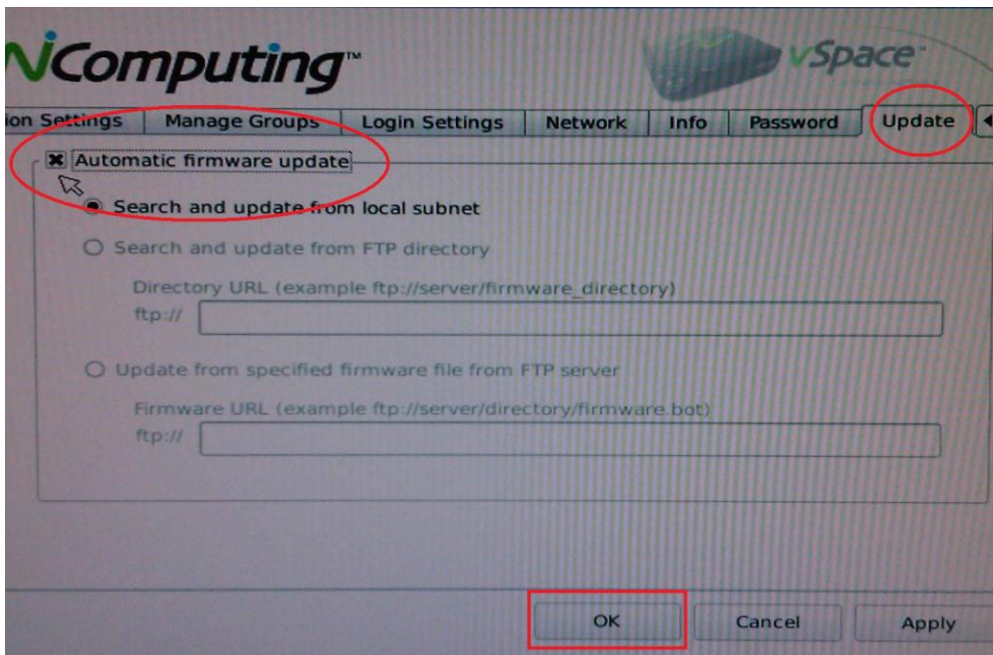 NComputing™
vSpace™
ion Settings Manage Groups Login Settings Network Info Password Update
Automatic firmware update
Search and update from local subnet
Search and update from FTP directory
Directory URL (example ftp://server/firmware_directory)
ftp://
Update from specified firmware file from FTP server
Firmware URL (example ftp://server/directory/firmware.bot)
ftp://
OK Cancel Apply